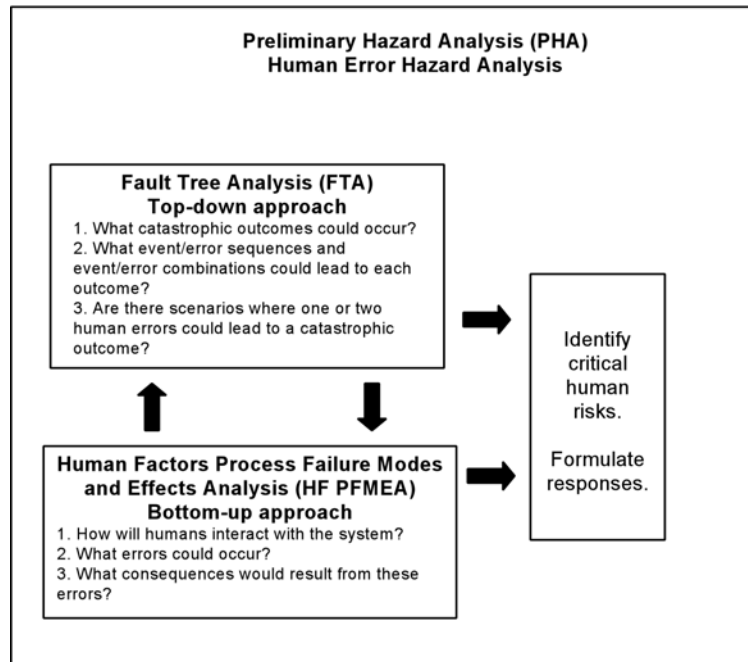 Preliminary Hazard Analysis (PHA)
Human Error Hazard Analysis
Fault Tree Analysis (FTA)
Top-down approach
1. What catastrophic outcomes could occur?
2. What event/error sequences and
event/error combinations could lead to each
outcome?
3. Are there scenarios where one or two
human errors could lead to a catastrophic
outcome?
Human Factors Process Failure Modes
and Effects Analysis (HF PFMEA)
Bottom-up approach
1. How will humans interact with the system?
2. What errors could occur?
3. What consequences would result from these
errors?
Identify
critical
human
risks.
Formulate
responses.